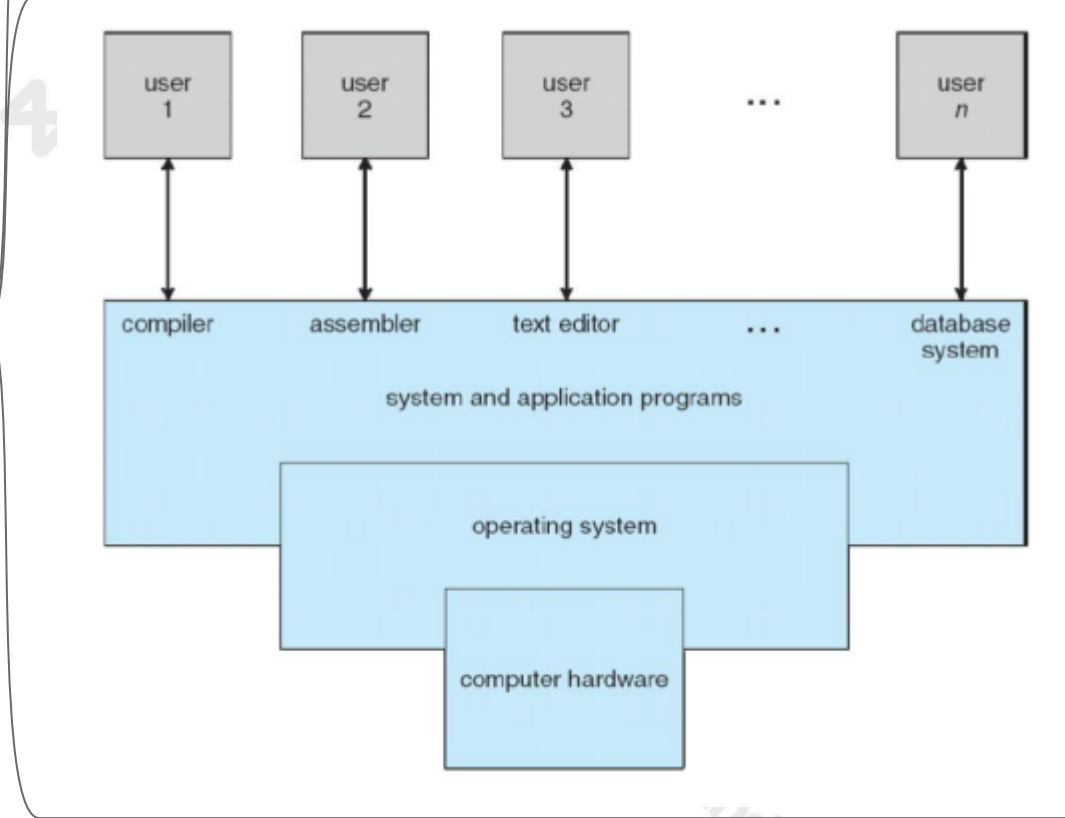 user
1
user
2
user
3
...
user
n
compiler
assembler
text editor
...
database
system
system and application programs
operating system
computer hardware